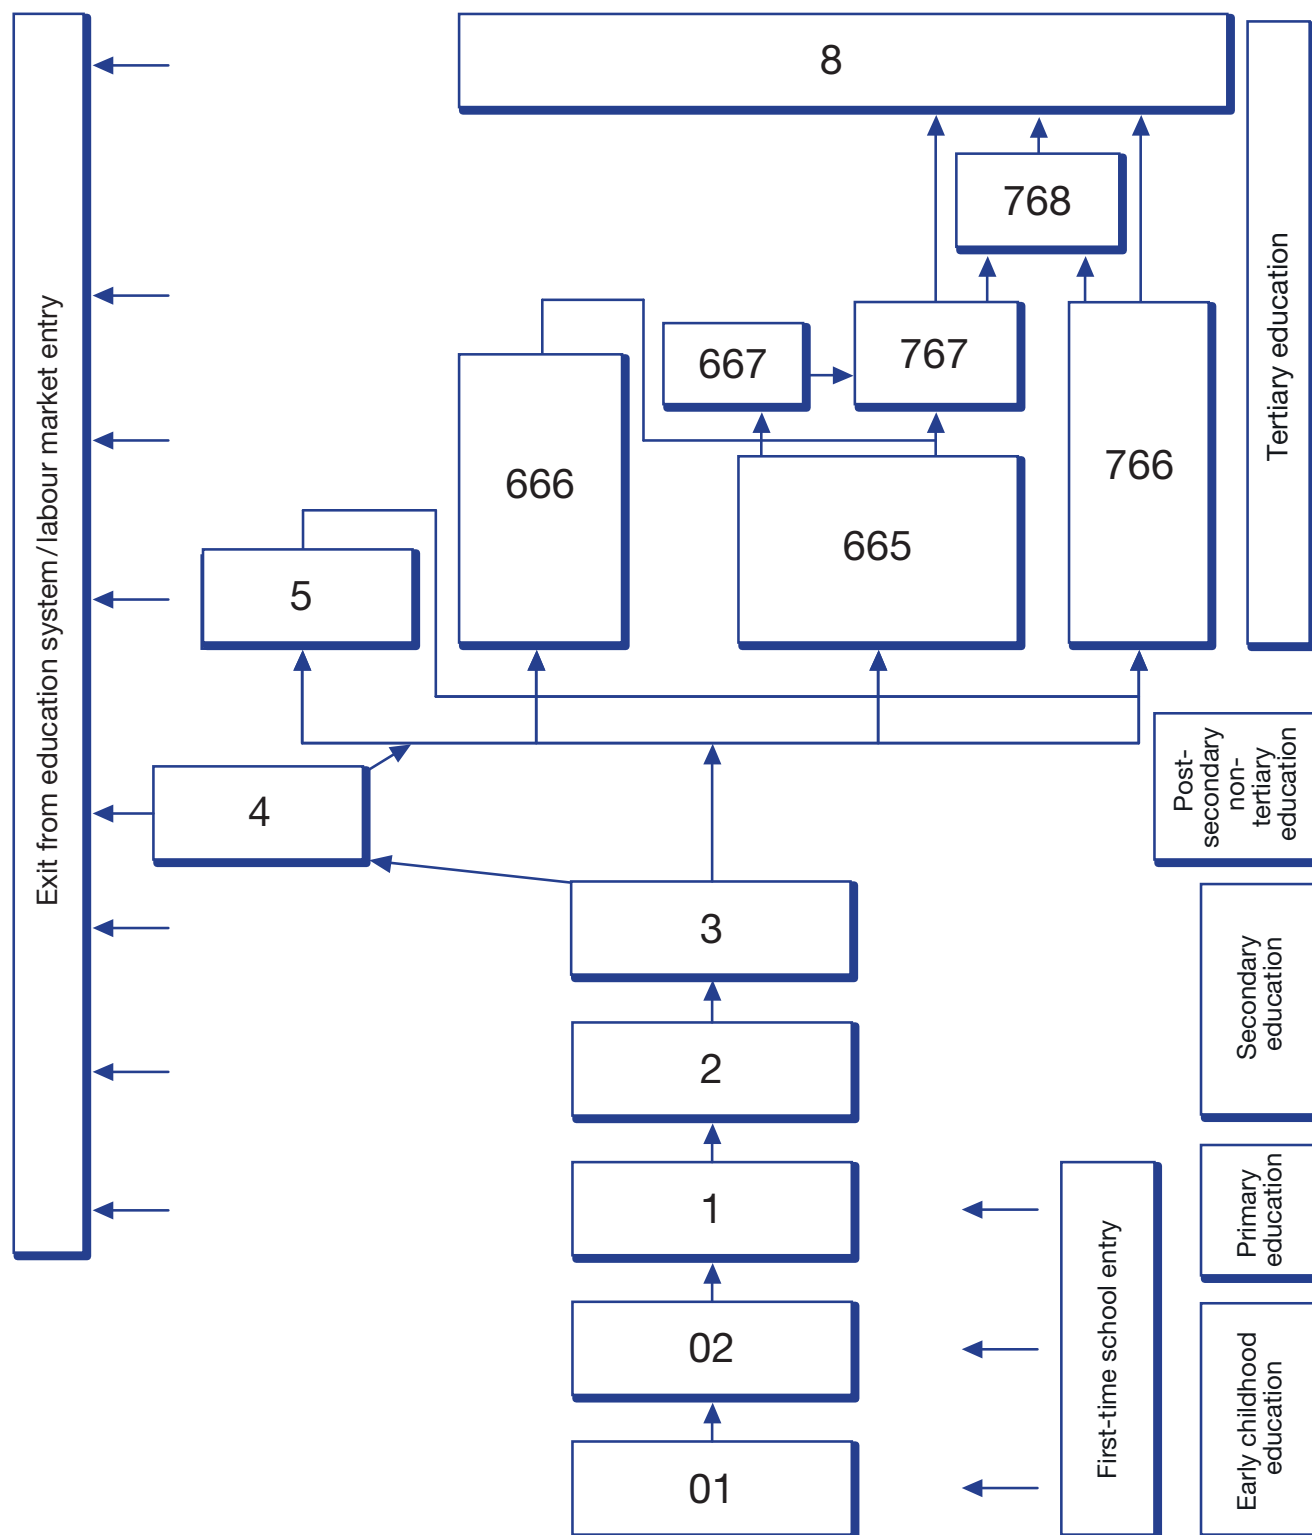 Exit from education system/labour market entry
8
768
667
767
666
665
766
5
4
3
2
1
02
01
First-time school entry
Tertiary education
Post-
secondary
non-
tertiary
education
Secondary
education
Primary
education
Early childhood
education